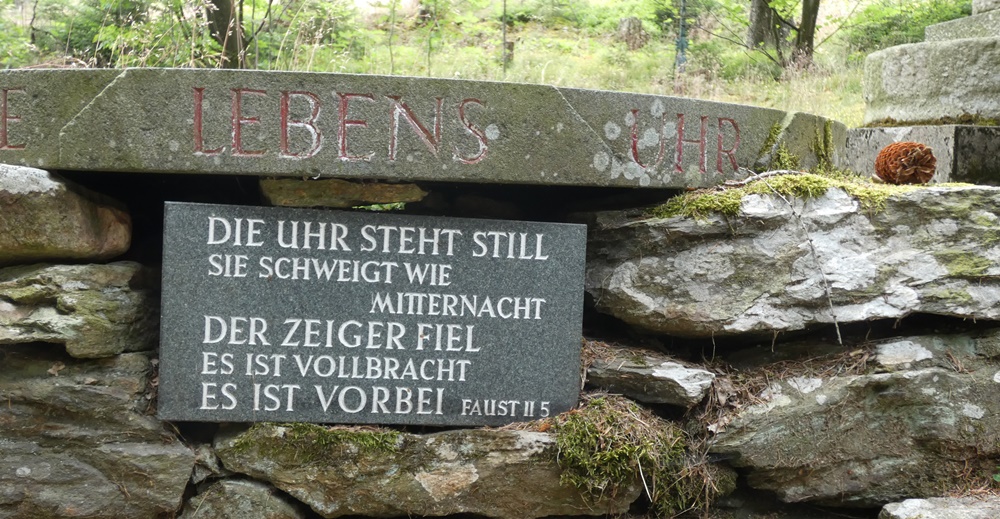 E LEBENS UHR
DIE UHR STEHT STILL
SIE SCHWEIGT WIE
MITTERNACHT
DER ZEIGER FIEL
ES IST VOLLBRACHT
ES IST VORBEI FAUST II 5